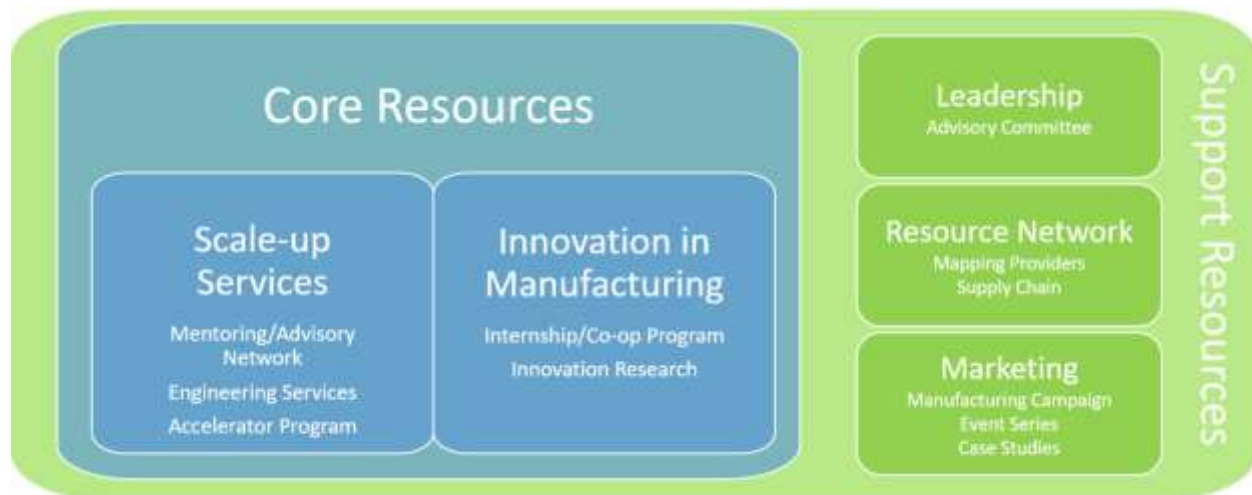 Core Resources
Scale-up
Services
Mentoring/Advisory
Network
Engineering Services
Accelerator Program
Innovation in
Manufacturing
Internship/Co-op Program
Innovation Research
Leadership
Advisory Committee
Resource Network
Mapping Providers
Supply Chain
Marketing
Manufacturing Campaign
Event Series
Case Studies
Support Resources